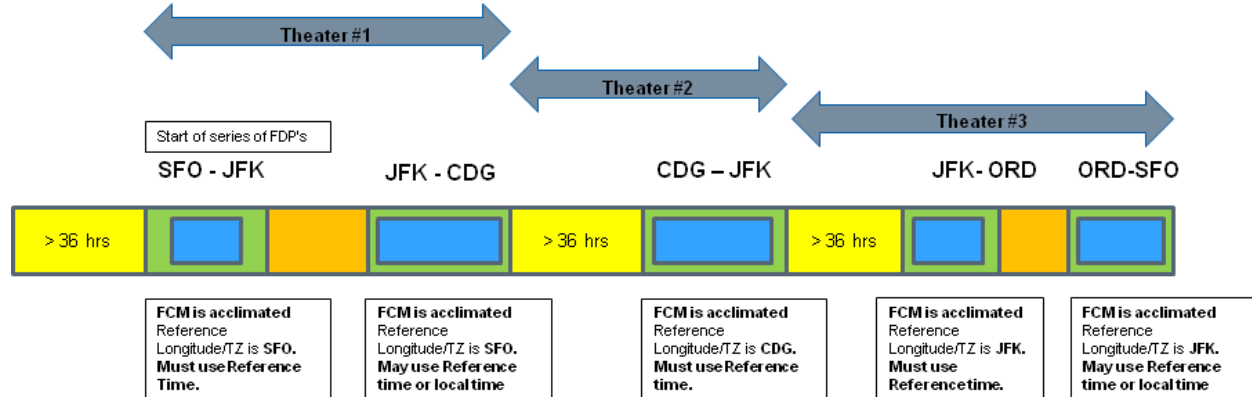 Theater #1
Theater #2
Theater #3
Start of series of FDP's
SFO - JFK
JFK - CDG
CDG – JFK
JFK- ORD
ORD-SFO
> 36 hrs
> 36 hrs
> 36 hrs
FCM is acclimated
Reference
Longitude/TZ is SFO.
Must use Reference
Time.
FCM is acclimated
Reference
Longitude/TZ is SFO.
May use Reference
time or local time
FCM is acclimated
Reference
Longitude/TZ is CDG.
Must use Reference
time.
FCM is acclimated
Reference
Longitude/TZ is JFK.
Must use
Reference time.
FCM is acclimated
Reference
Longitude/TZ is JFK.
May use Reference
time or local time